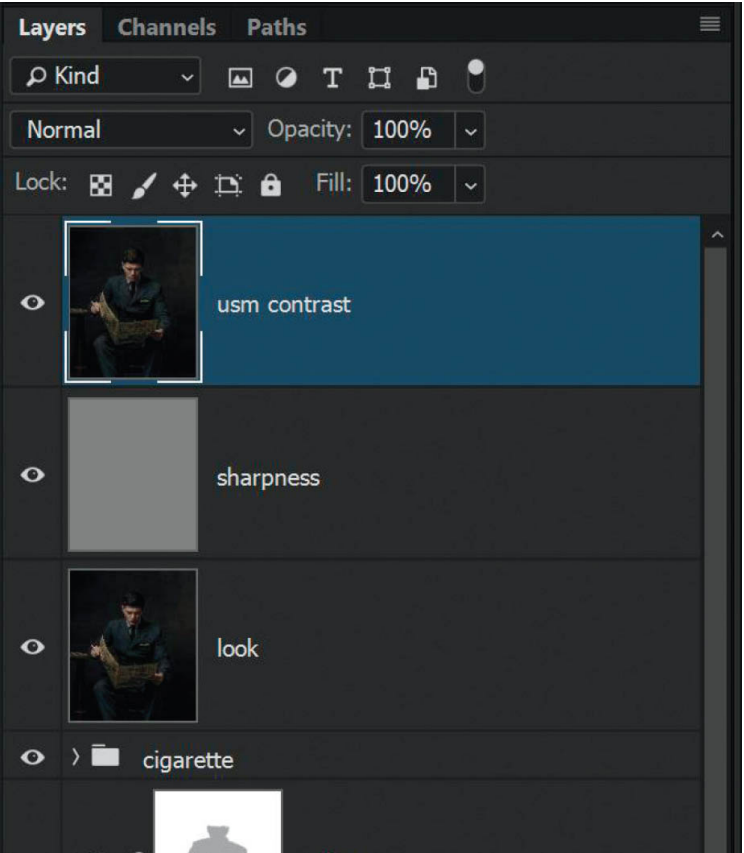 Layers Channels Paths
Kind
Normal Opacity: 100%
Lock: Fill: 100%
usm contrast
sharpness
look
cigarette